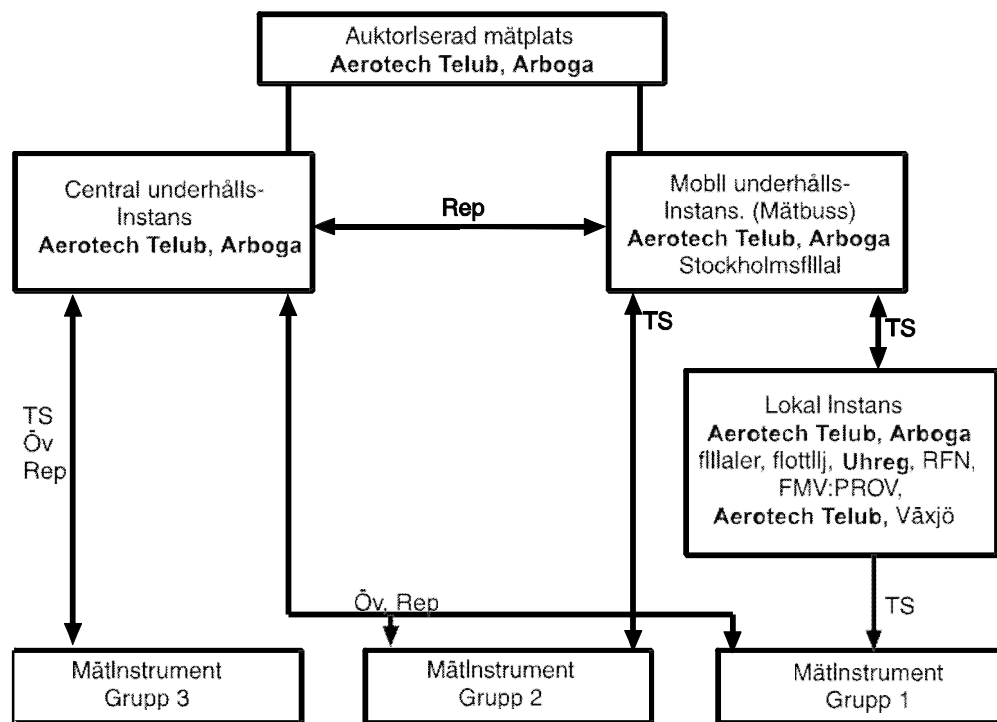 Auktoriserad mätplats
Aerotech Telub, Arboga
Central underhålls-
Instans
Aerotech Telub, Arboga
Rep
Mobil underhålls-
Instans. (Mätbuss)
Aerotech Telub, Arboga
Stockholmsfilial
TS
TS
TS
Öv
Rep
Lokal Instans
Aerotech Telub, Arboga
filialer, flottilj, Uhreg, RFN,
FMV:PROV,
Aerotech Telub, Växjö
Öv, Rep
TS
MätInstrument
Grupp 3
MätInstrument
Grupp 2
MätInstrument
Grupp 1